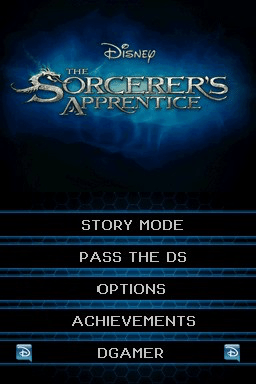 Disney
THE
SORCERER'S
APPRENTICE
STORY MODE
PASS THE DS
OPTIONS
ACHIEVEMENTS
D DGAMER D